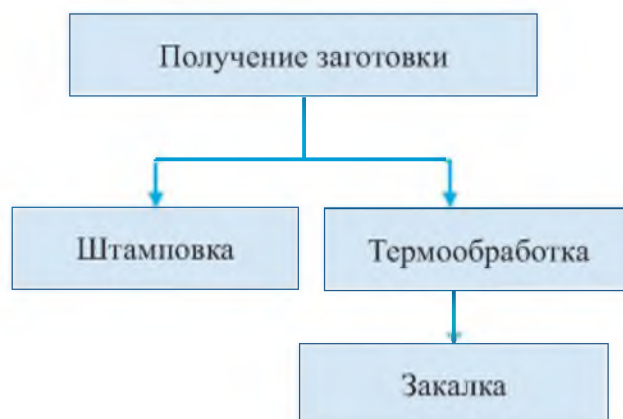 Получение заготовки
Штамповка
Термообработка
Закалка